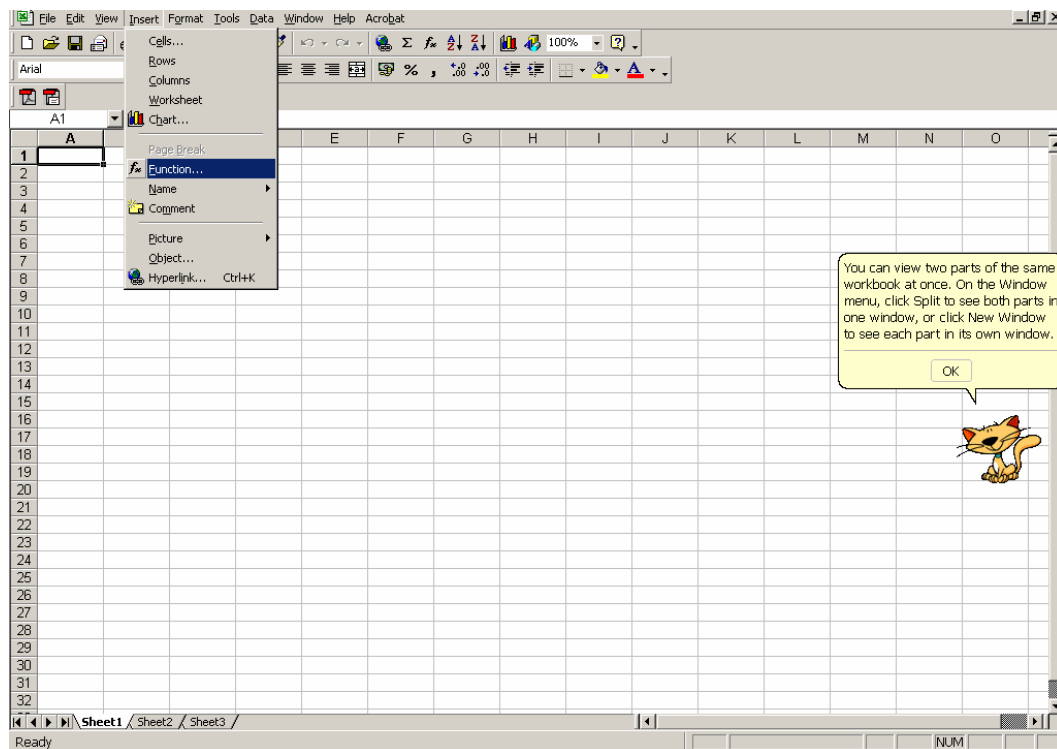 File Edit View Insert Format Tools Data Window Help Acrobat
100%
Arial
A1
Cells...
Rows
Columns
Worksheet
Chart...
Page Break
Function...
Name
Comment
Picture
Object...
Hyperlink... Ctrl+K
A E F G H I J K L M N O
1
2
3
4
5
6
7
8
9
10
11
12
13
14
15
16
17
18
19
20
21
22
23
24
25
26
27
28
29
30
31
32
You can view two parts of the same
workbook at once. On the Window
menu, click Split to see both parts in
one window, or click New Window
to see each part in its own window.
OK
Sheet1 Sheet2 Sheet3
Ready NUM